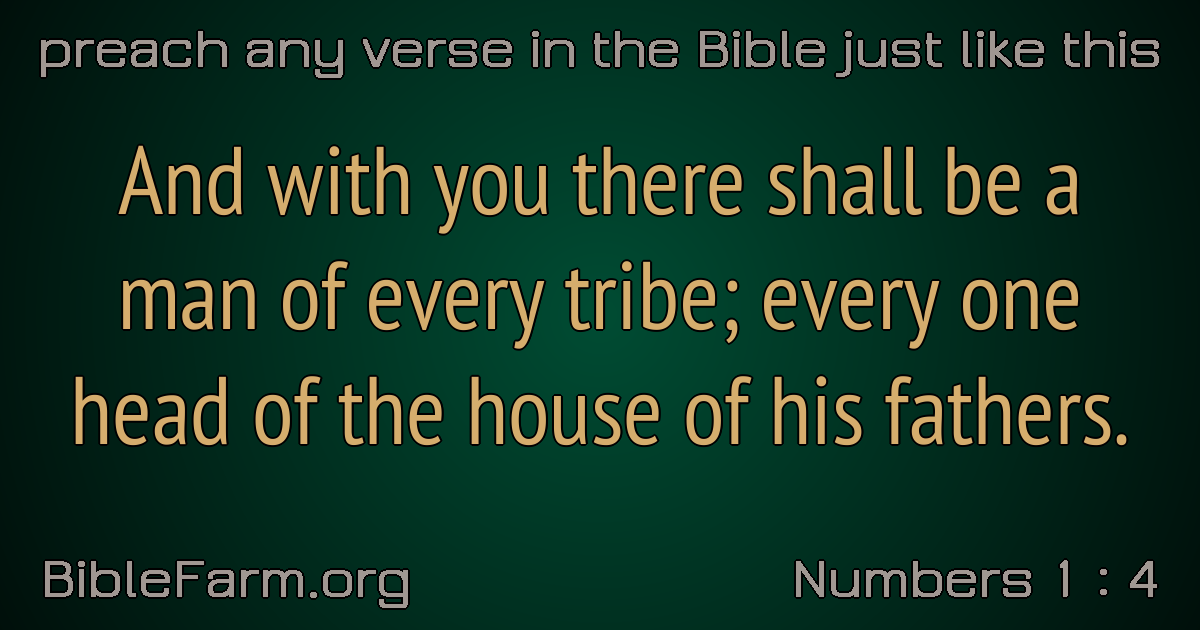 preach any verse in the Bible just like this
And with you there shall be a
man of every tribe; every one
head of the house of his fathers.
BibleFarm.org
Numbers 1 : 4